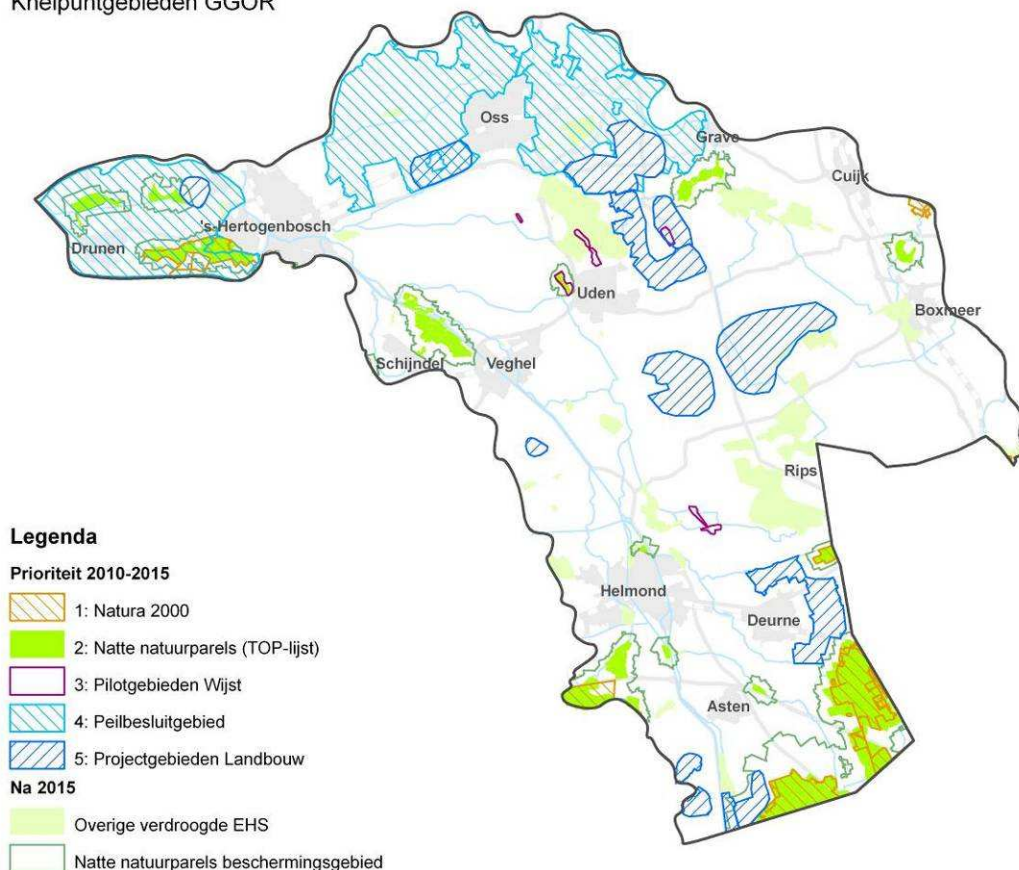 Knelpuntgebieden GGOR
Oss
Grave
Cuijk
's-Hertogenbosch
Drunen
Uden
Boxmeer
Schijndel
Veghel
Rips
Helmond
Deurne
Asten
Legenda
Prioriteit 2010-2015
1: Natura 2000
2: Natte natuurparels (TOP-lijst)
3: Pilotgebieden Wijst
4: Peilbesluitgebied
5: Projectgebieden Landbouw
Na 2015
Overige verdroogde EHS
Natte natuurparels beschermingsgebied